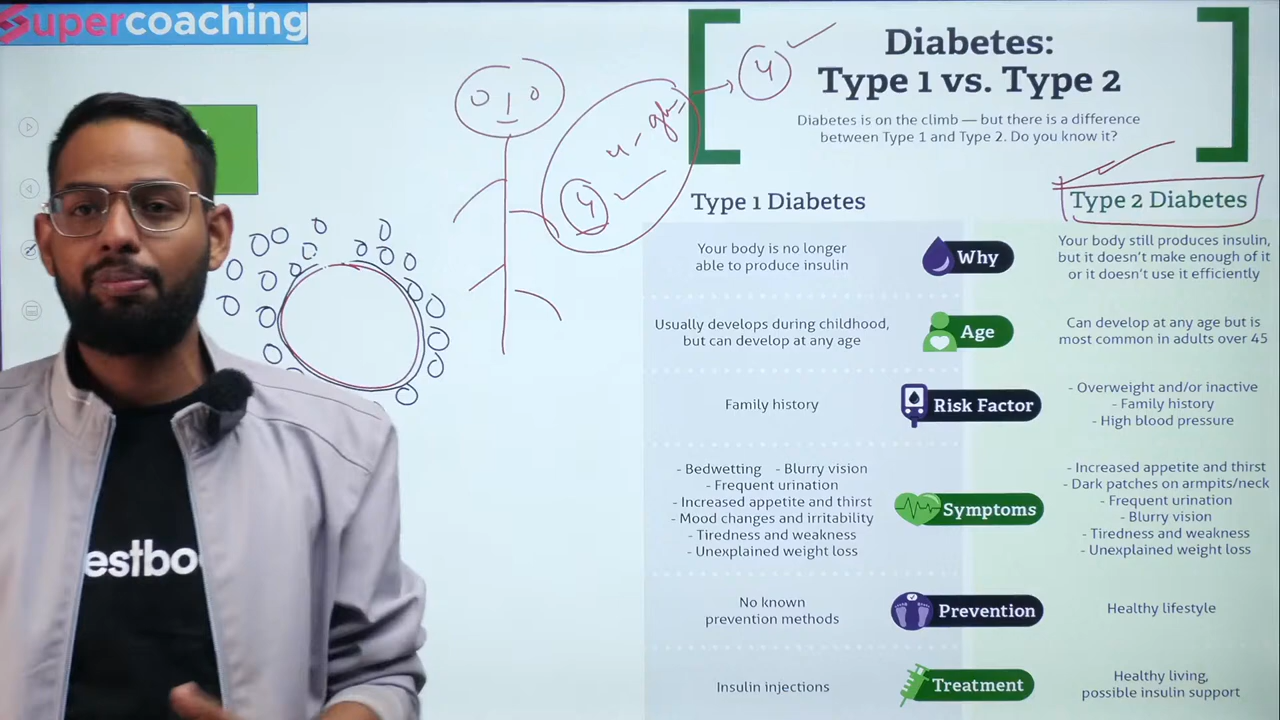 Supercoaching
Diabetes:
Type 1 vs. Type 2
Diabetes is on the climb — but there is a difference
between Type 1 and Type 2. Do you know it?
Type 1 Diabetes
Type 2 Diabetes
Your body is no longer
able to produce insulin
Why
Your body still produces insulin,
but it doesn't make enough of it
or it doesn't use it efficiently
Usually develops during childhood,
but can develop at any age
Age
Can develop at any age but is
most common in adults over 45
Family history
Risk Factor
- Overweight and/or inactive
- Family history
- High blood pressure
- Bedwetting - Blurry vision
- Frequent urination
- Increased appetite and thirst
- Mood changes and irritability
- Tiredness and weakness
- Unexplained weight loss
Symptoms
- Increased appetite and thirst
- Dark patches on armpits/neck
- Frequent urination
- Blurry vision
- Tiredness and weakness
- Unexplained weight loss
No known
prevention methods
Prevention
Healthy lifestyle
Insulin injections
Treatment
Healthy living,
possible insulin support
4
4
estbo